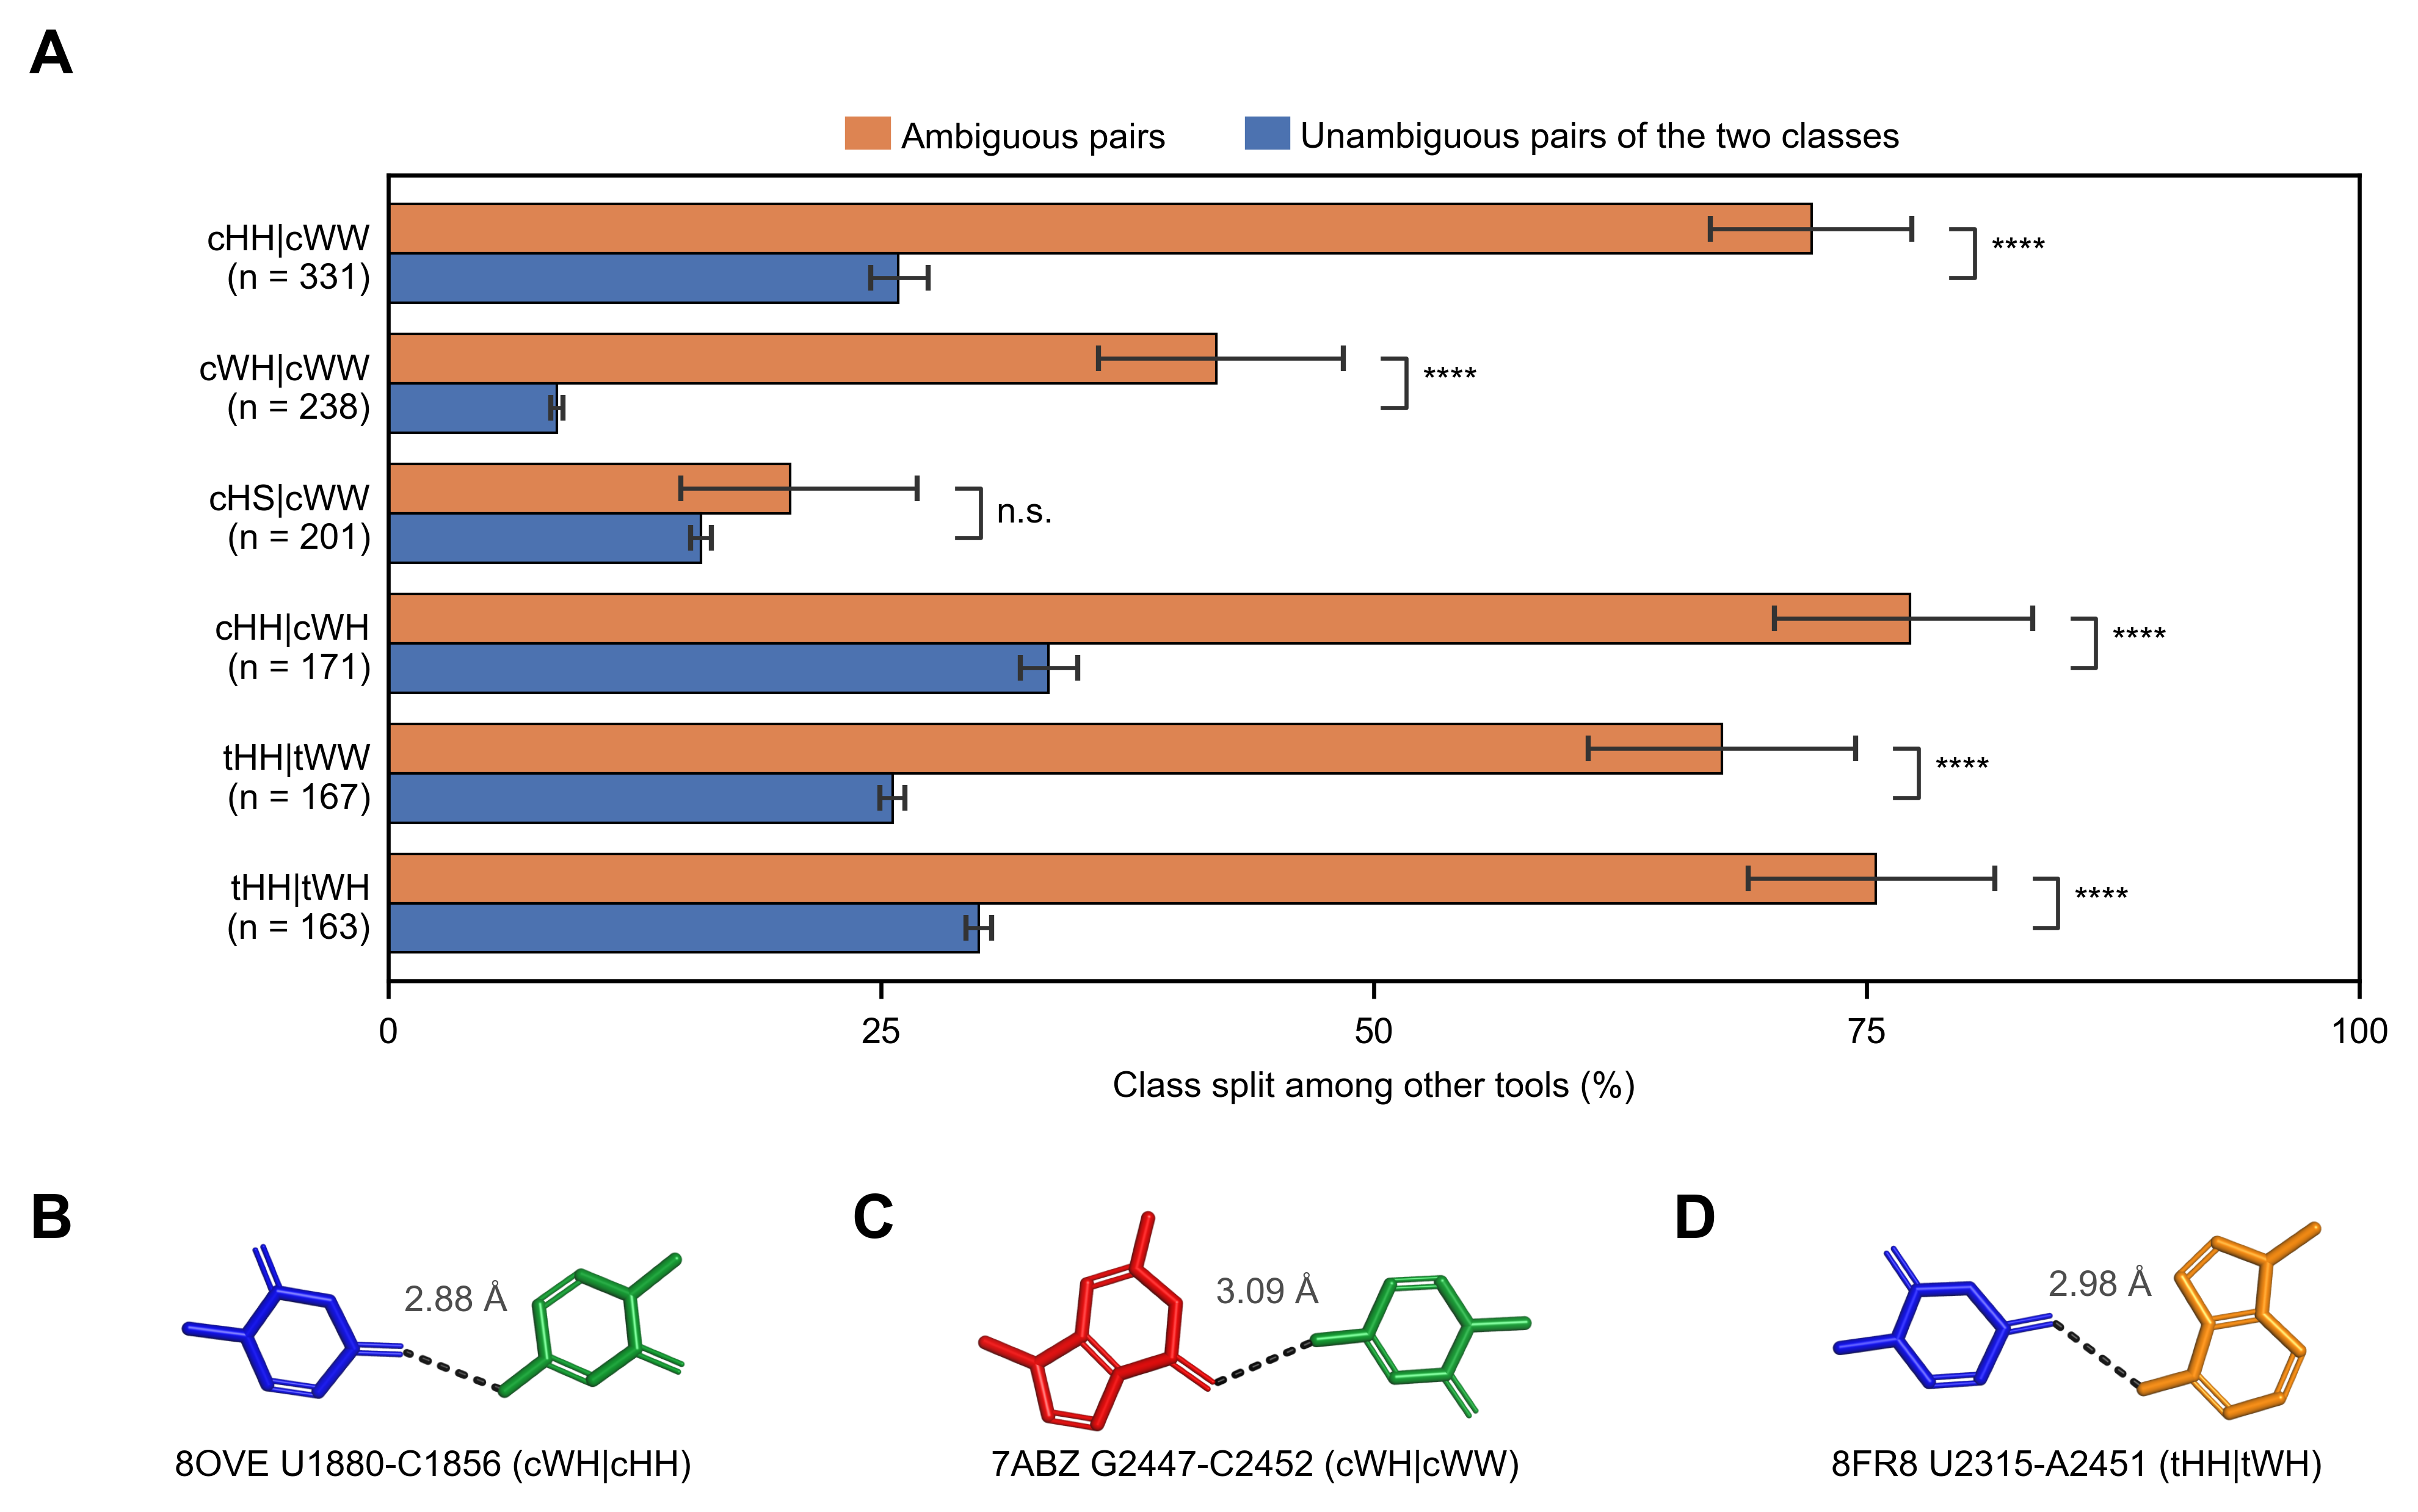 A
Ambiguous pairs
Unambiguous pairs of the two classes
cHH|cWW
(n = 331)
****
cWH|cWW
(n = 238)
****
cHS|cWW
(n = 201)
n.s.
cHH|cWH
(n = 171)
****
tHH|tWW
(n = 167)
****
tHH|tWH
(n = 163)
****
0 25 50 75 100
Class split among other tools (%)
B
2.88 Å
8OVE U1880-C1856 (cWH|cHH)
C
3.09 Å
7ABZ G2447-C2452 (cWH|cWW)
D
2.98 Å
8FR8 U2315-A2451 (tHH|tWH)